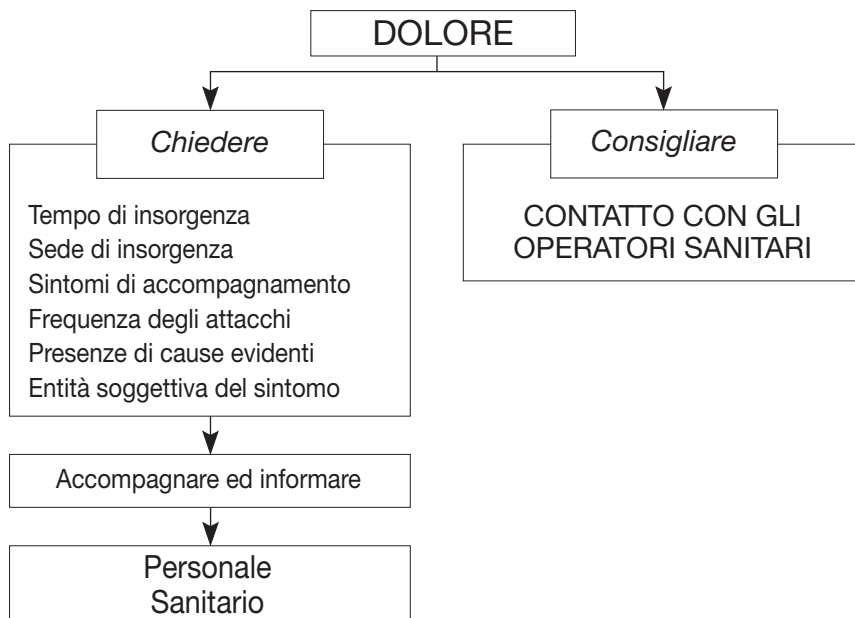 DOLORE
Chiedere
Tempo di insorgenza
Sede di insorgenza
Sintomi di accompagnamento
Frequenza degli attacchi
Presenze di cause evidenti
Entità soggettiva del sintomo
Accompagnare ed informare
Personale
Sanitario
Consigliare
CONTATTO CON GLI
OPERATORI SANITARI